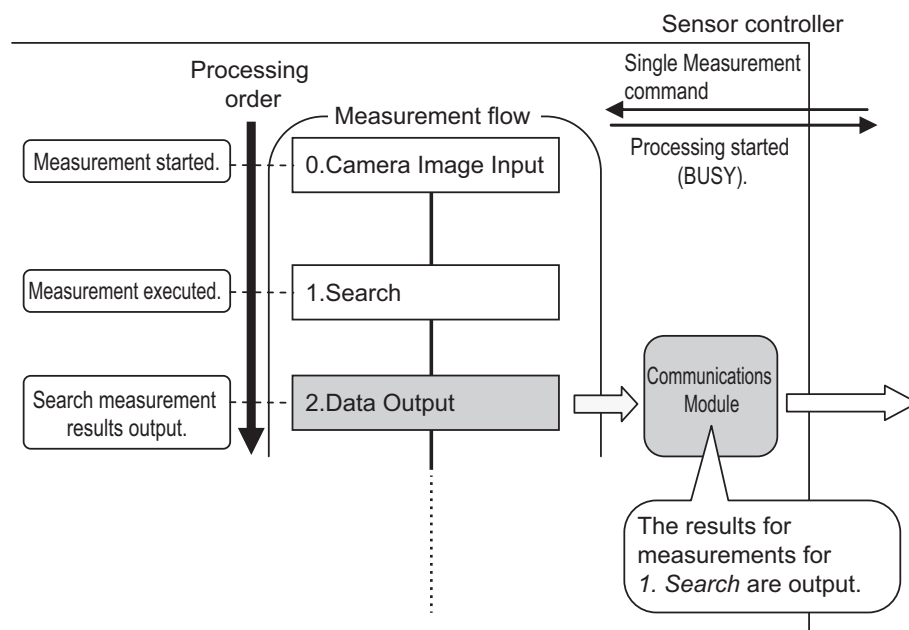 Sensor controller
Processing
order
Single Measurement
command
Measurement flow
Processing started
(BUSY).
Measurement started.
0.Camera Image Input
Measurement executed.
1.Search
Search measurement
results output.
2.Data Output
Communications
Module
The results for
measurements for
1. Search are output.